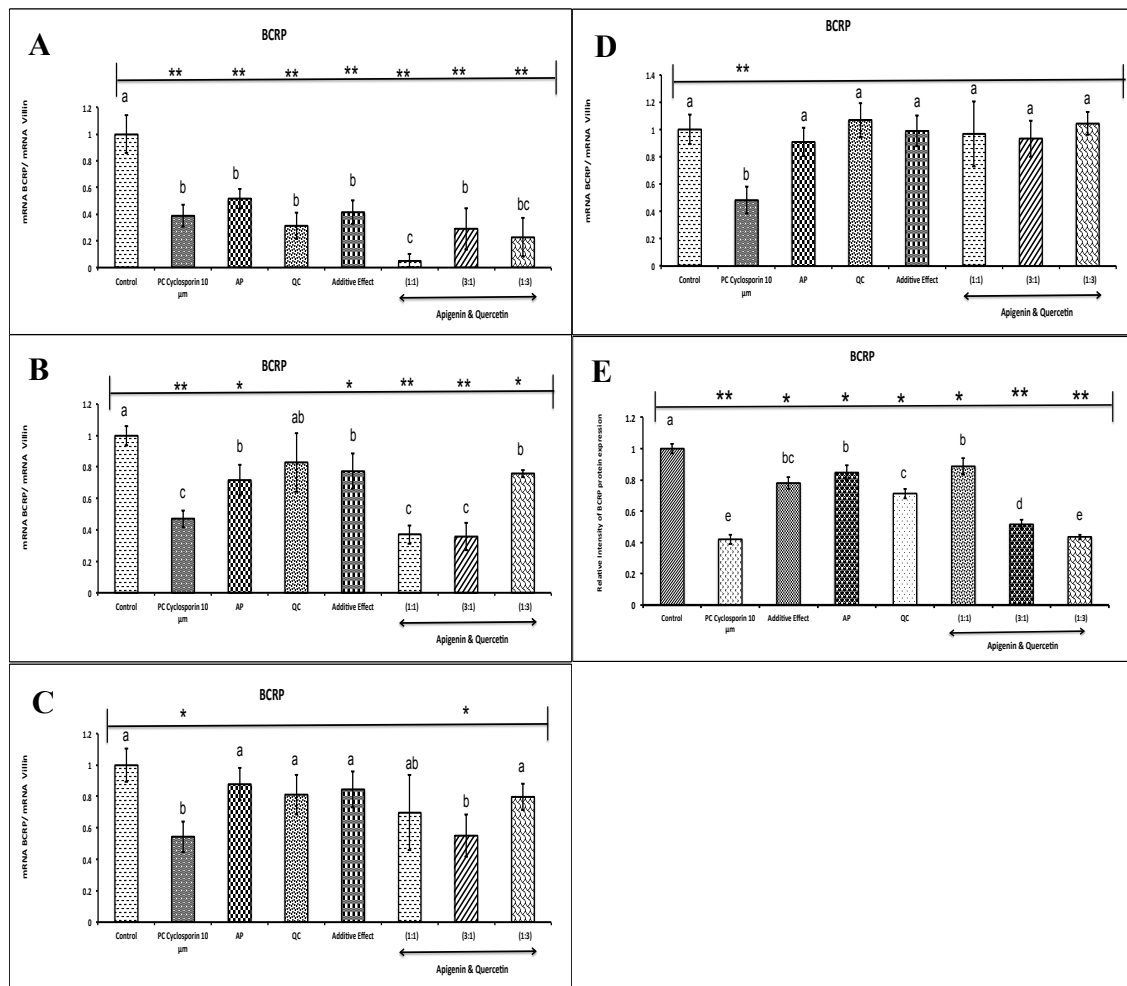 A
BCRP
** ** ** ** ** ** **
mRNA BCRP/ mRNA Villin
1.2
1
0.8
0.6
0.4
0.2
0
a b b b b c b bc
Control PC Cyclosporin 10 µm AP QC Additive Effect (1:1) (3:1) (1:3)
Apigenin & Quercetin
B
BCRP
** * * ** ** *
mRNA BCRP/ mRNA Villin
1.2
1
0.8
0.6
0.4
0.2
0
a c b ab b c c b
Control PC Cyclosporin 10 µm AP QC Additive Effect (1:1) (3:1) (1:3)
Apigenin & Quercetin
C
BCRP
* *
mRNA BCRP/ mRNA Villin
1.2
1
0.8
0.6
0.4
0.2
0
a b a a a ab b a
Control PC Cyclosporin 10 µm AP QC Additive Effect (1:1) (3:1) (1:3)
Apigenin & Quercetin
D
BCRP
**
mRNA BCRP/ mRNA Villin
1.4
1.2
1
0.8
0.6
0.4
0.2
0
a b a a a a a a
Control PC Cyclosporin 10 µm AP QC Additive Effect (1:1) (3:1) (1:3)
Apigenin & Quercetin
E
BCRP
** * * * * ** **
Relative Intensity of BCRP protein expression
1.2
1
0.8
0.6
0.4
0.2
0
a e bc b c b d e
Control PC Cyclosporin 10 µm Additive Effect AP QC (1:1) (3:1) (1:3)
Apigenin & Quercetin